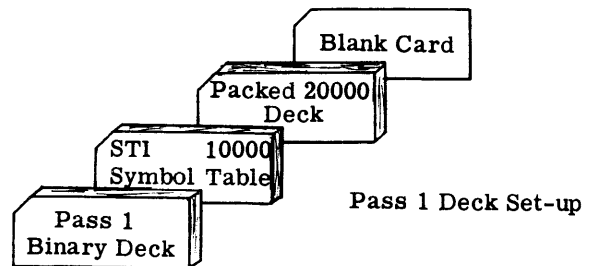 Blank Card
Packed 20000
Deck
STI 10000
Symbol Table
Pass 1 Deck Set-up
Pass 1
Binary Deck